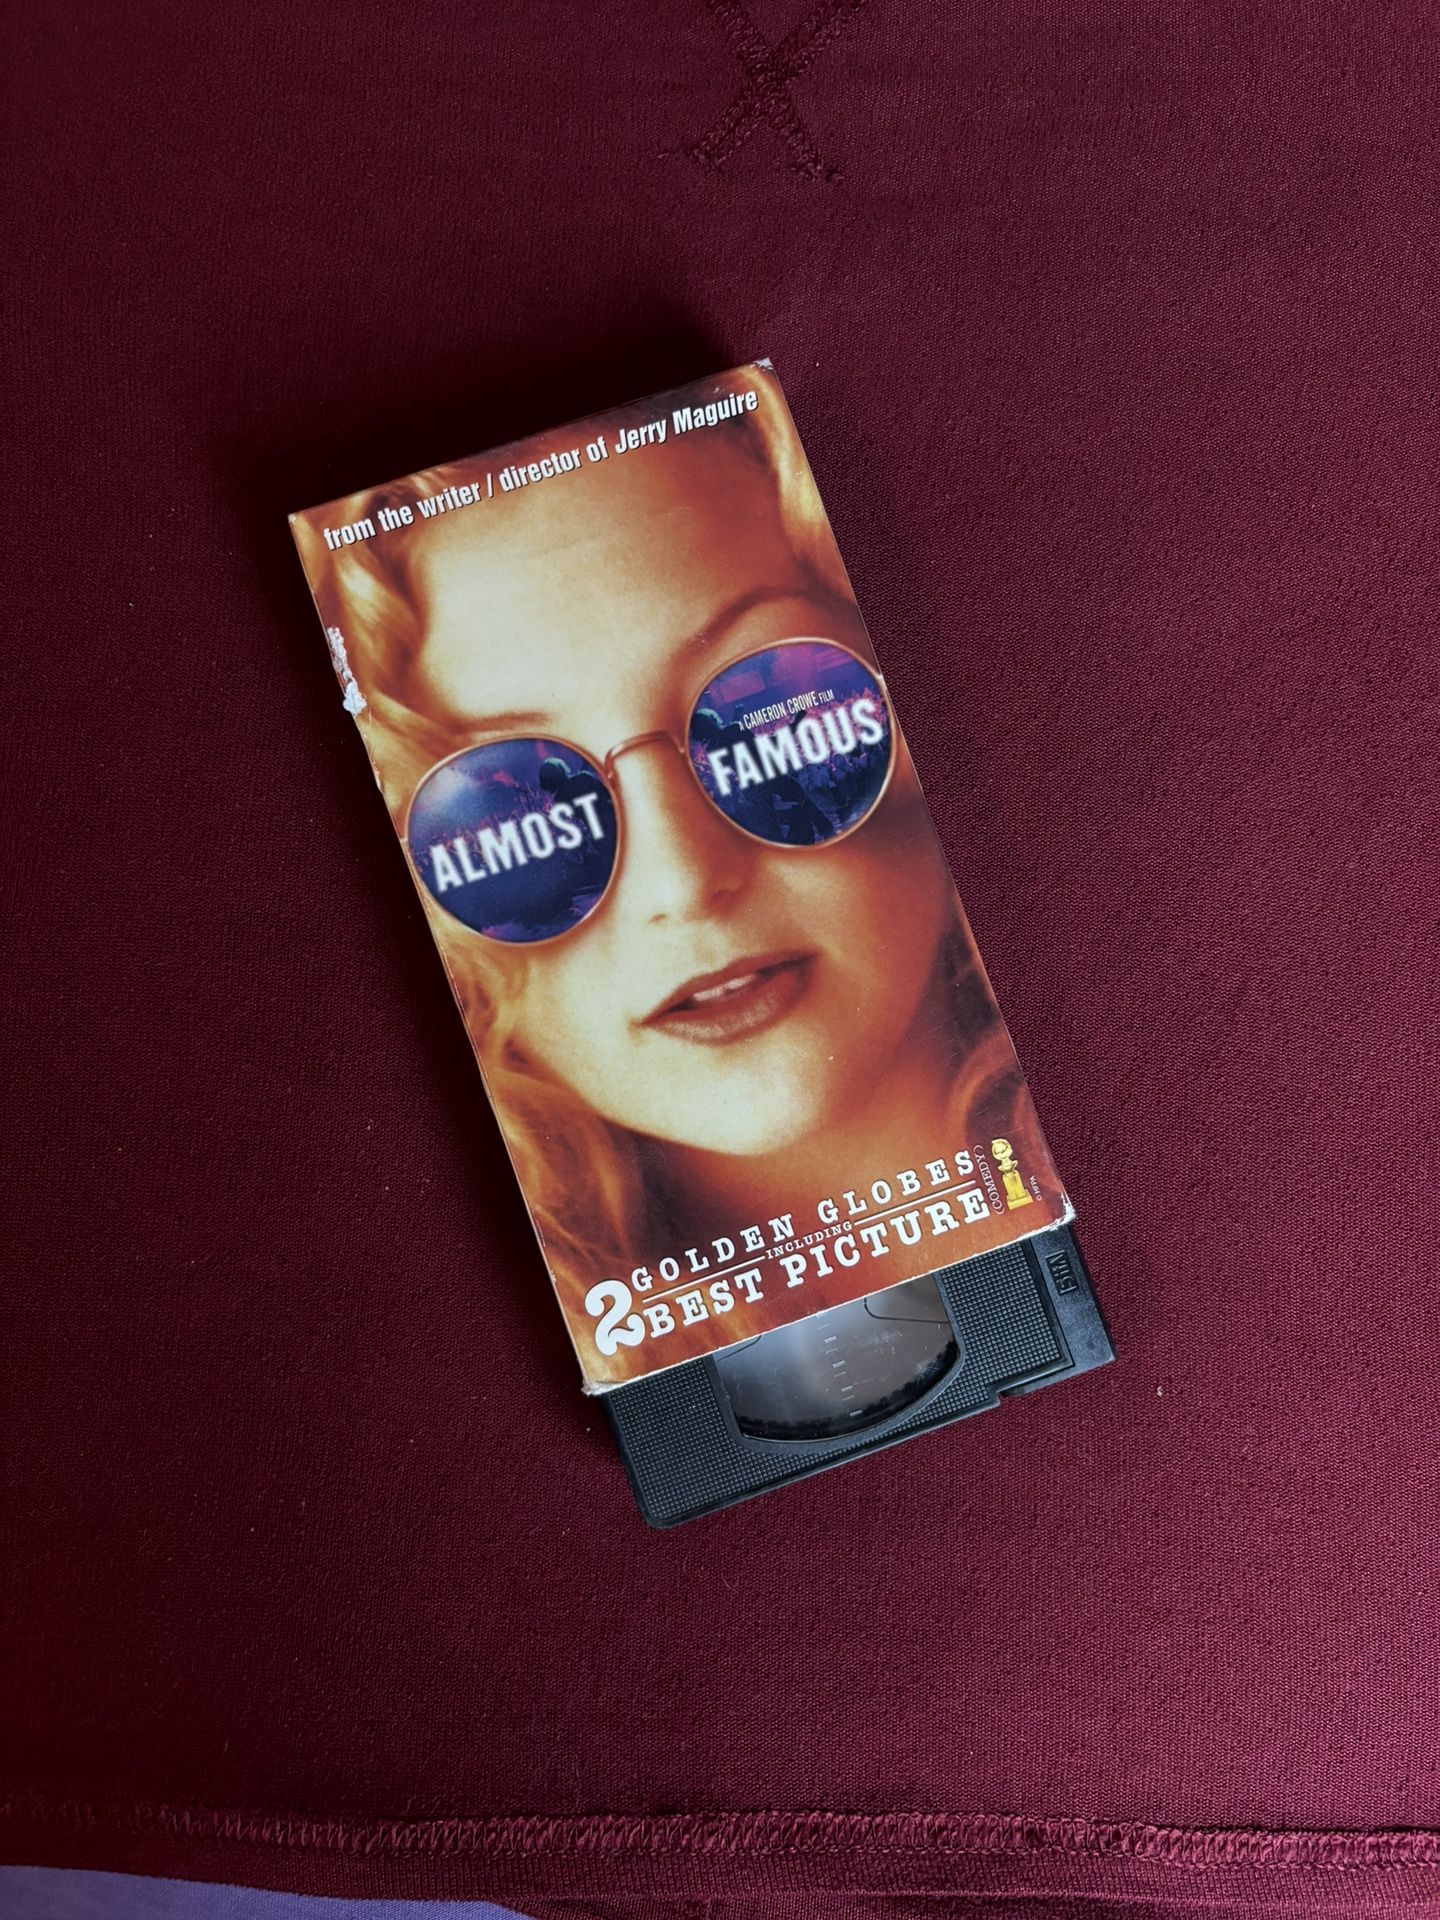 from the writer / director of Jerry Maguire
A CAMERON CROWE FILM
ALMOST FAMOUS
2 GOLDEN GLOBES
INCLUDING
BEST PICTURE
(COMEDY)
© HFPA